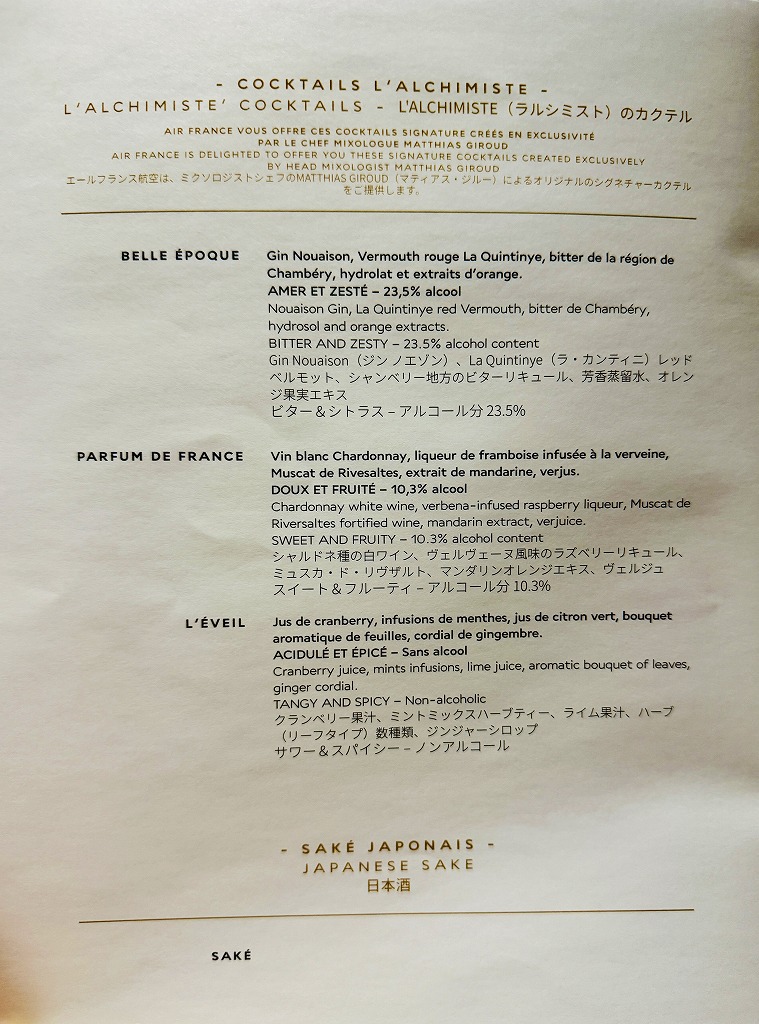 - COCKTAILS L'ALCHIMISTE -
L'ALCHIMISTE' COCKTAILS - L'ALCHIMISTE（ラルシミスト）のカクテル
AIR FRANCE VOUS OFFRE CES COCKTAILS SIGNATURE CRÉÉS EN EXCLUSIVITÉ
PAR LE CHEF MIXOLOGUE MATTHIAS GIROUD
AIR FRANCE IS DELIGHTED TO OFFER YOU THESE SIGNATURE COCKTAILS CREATED EXCLUSIVELY
BY HEAD MIXOLOGIST MATTHIAS GIROUD
エールフランス航空は、ミクソロジストシェフのMATTHIAS GIROUD（マティアス・ジルー）によるオリジナルのシグネチャーカクテル
をご提供します。
BELLE ÉPOQUE
Gin Nouaison, Vermouth rouge La Quintinye, bitter de la région de
Chambéry, hydrolat et extraits d'orange.
AMER ET ZESTÉ – 23,5% alcool
Nouaison Gin, La Quintinye red Vermouth, bitter de Chambéry,
hydrosol and orange extracts.
BITTER AND ZESTY – 23.5% alcohol content
Gin Nouaison（ジン ノエゾン）、La Quintinye（ラ・カンティニ）レッド
ベルモット、シャンベリー地方のビターリキュール、芳香蒸留水、オレン
ジ果実エキス
ビター＆シトラス – アルコール分 23.5%
PARFUM DE FRANCE
Vin blanc Chardonnay, liqueur de framboise infusée à la verveine,
Muscat de Rivesaltes, extrait de mandarine, verjus.
DOUX ET FRUITÉ – 10,3% alcool
Chardonnay white wine, verbena-infused raspberry liqueur, Muscat de
Riversaltes fortified wine, mandarin extract, verjuice.
SWEET AND FRUITY – 10.3% alcohol content
シャルドネ種の白ワイン、ヴェルヴェーヌ風味のラズベリーリキュール、
ミュスカ・ド・リヴザルト、マンダリンオレンジエキス、ヴェルジュ
スイート＆フルーティ – アルコール分 10.3%
L'ÉVEIL
Jus de cranberry, infusions de menthes, jus de citron vert, bouquet
aromatique de feuilles, cordial de gingembre.
ACIDULÉ ET ÉPICÉ – Sans alcool
Cranberry juice, mints infusions, lime juice, aromatic bouquet of leaves,
ginger cordial.
TANGY AND SPICY – Non-alcoholic
クランベリー果汁、ミントミックスハーブティー、ライム果汁、ハーブ
（リーフタイプ）数種類、ジンジャーシロップ
サワー＆スパイシー – ノンアルコール
- SAKÉ JAPONAIS -
JAPANESE SAKE
日本酒
SAKÉ